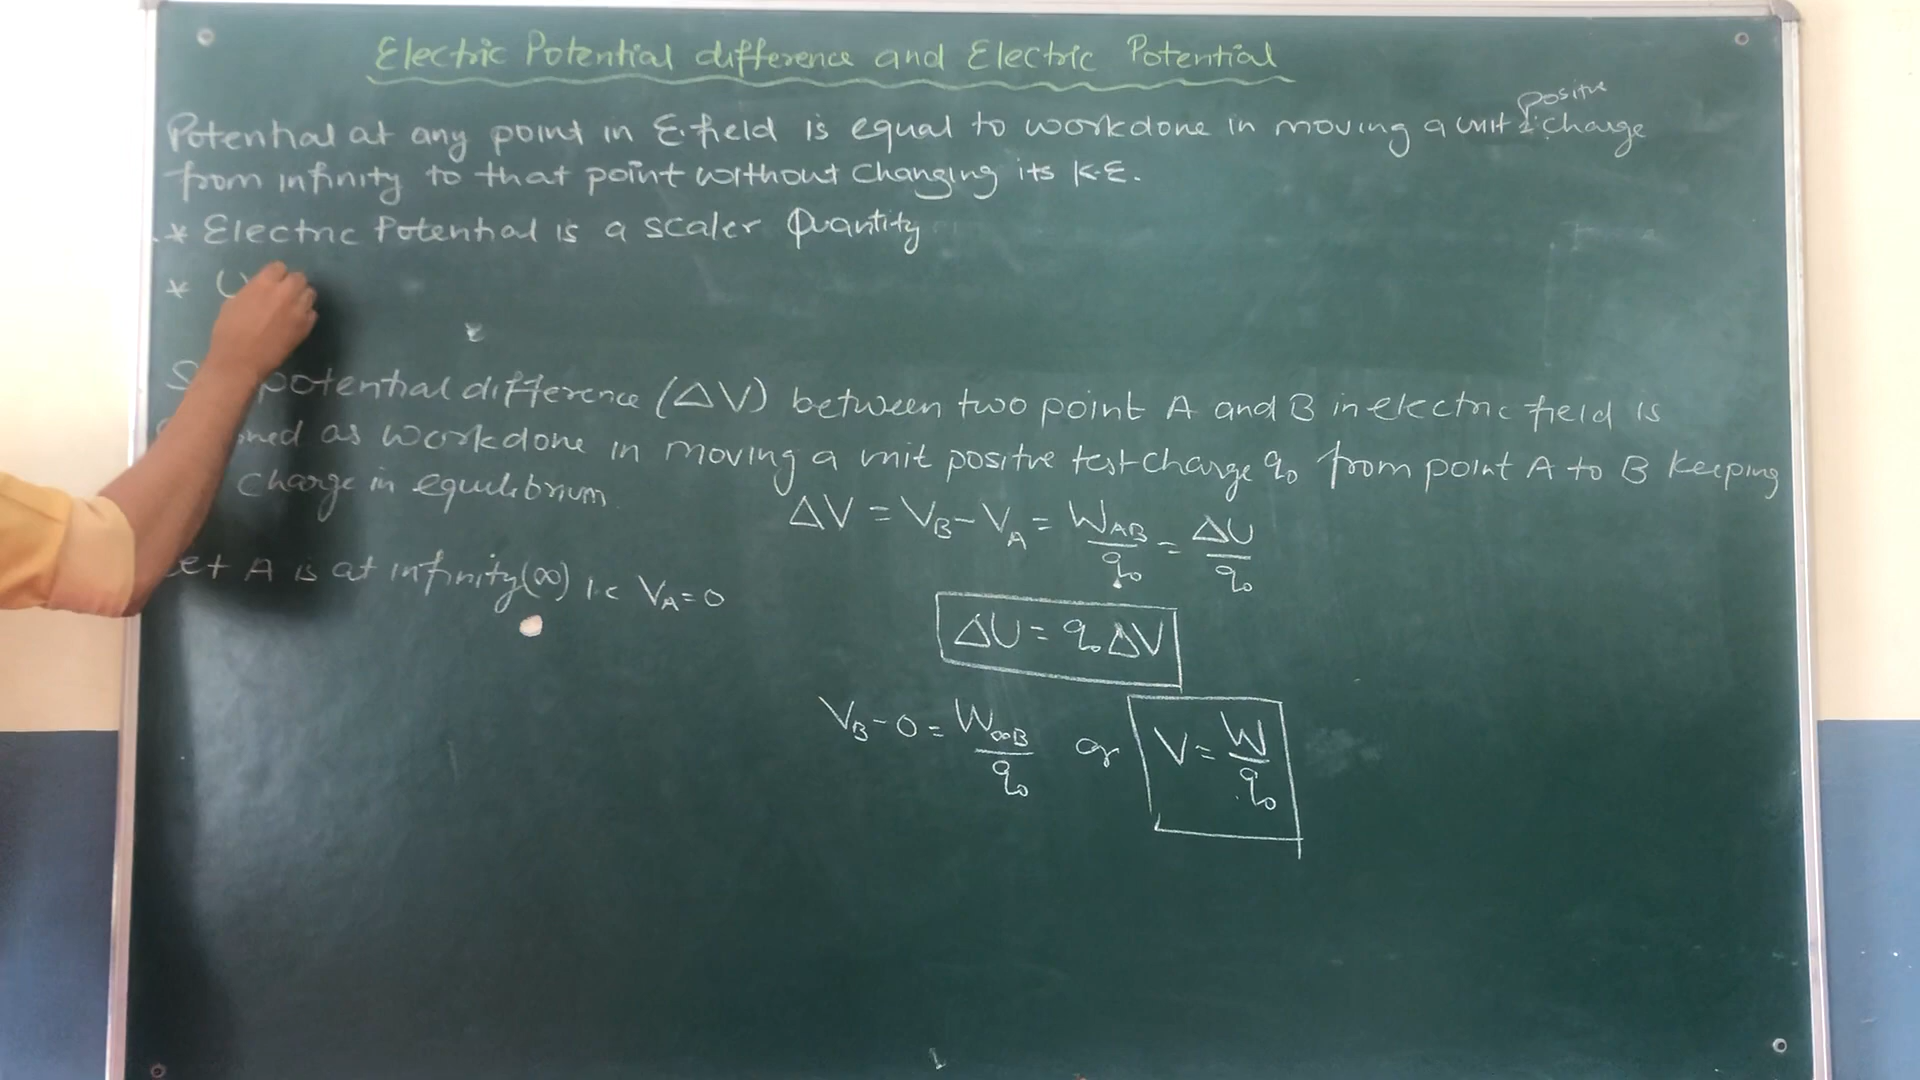 Electric Potential difference and Electric Potential
Potential at any point in E.field is equal to workdone in moving a unit positive charge
from infinity to that point without changing its K.E.
* Electric Potential is a scaler Quantity
* U
potential difference (ΔV) between two point A and B in electric field is
ned as workdone in moving a unit positive test charge q₀ from point A to B keeping
charge in equilibrium
ΔV = V_B - V_A = W_AB/q₀ = ΔU/q₀
et A is at infinity(∞) i.e V_A = 0
ΔU = q₀ΔV
V_B - 0 = W_∞B/q₀ or V = W/q₀